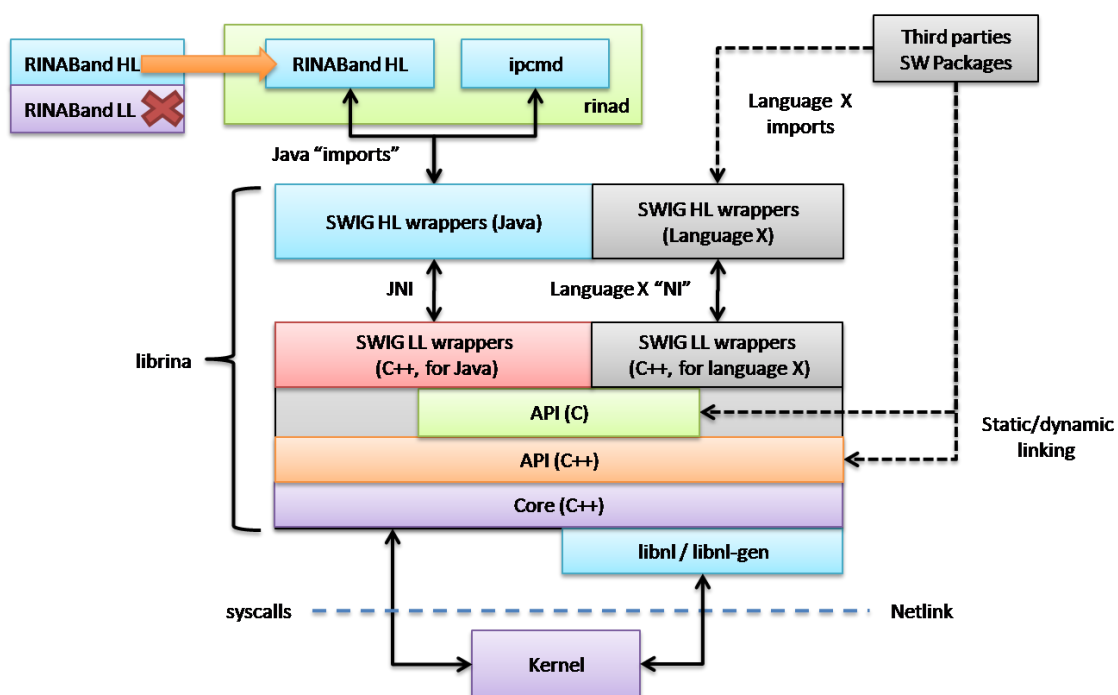 RINABand HL
RINABand LL
RINABand HL
ipcmd
rinad
Third parties
SW Packages
Language X
imports
Java “imports”
SWIG HL wrappers (Java)
SWIG HL wrappers
(Language X)
JNI
Language X “NI”
librina
SWIG LL wrappers
(C++, for Java)
SWIG LL wrappers
(C++, for language X)
API (C)
Static/dynamic
linking
API (C++)
Core (C++)
libnl / libnl-gen
syscalls
Netlink
Kernel